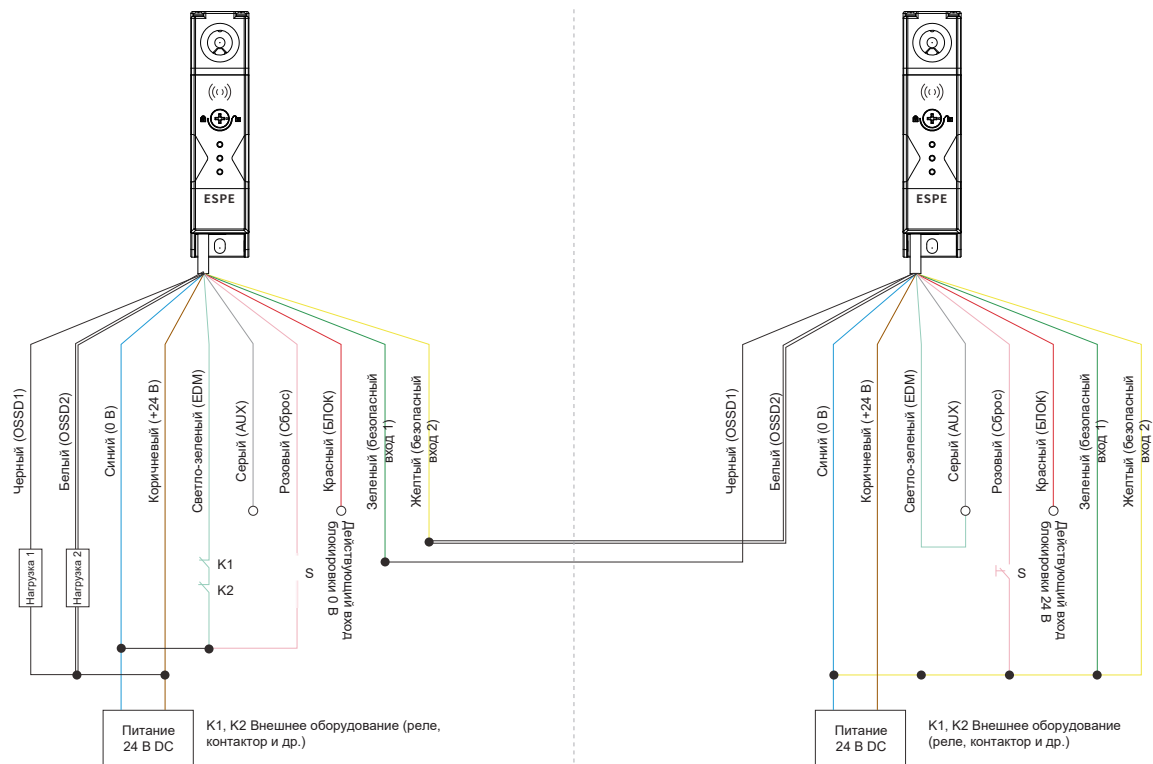 ESPE
Черный (OSSD1)
Белый (OSSD2)
Синий (0 В)
Коричневый (+24 В)
Светло-зеленый (EDM)
Серый (AUX)
Розовый (Сброс)
Красный (БЛОК)
Зеленый (безопасный
вход 1)
Желтый (безопасный
вход 2)
Нагрузка 1
Нагрузка 2
K1
K2
S
Действующий вход
блокировки 0 В
Питание
24 В DC
K1, K2 Внешнее оборудование (реле,
контактор и др.)
ESPE
Черный (OSSD1)
Белый (OSSD2)
Синий (0 В)
Коричневый (+24 В)
Светло-зеленый (EDM)
Серый (AUX)
Розовый (Сброс)
Красный (БЛОК)
Зеленый (безопасный
вход 1)
Желтый (безопасный
вход 2)
S
Действующий вход
блокировки 24 В
Питание
24 В DC
K1, K2 Внешнее оборудование
(реле, контактор и др.)